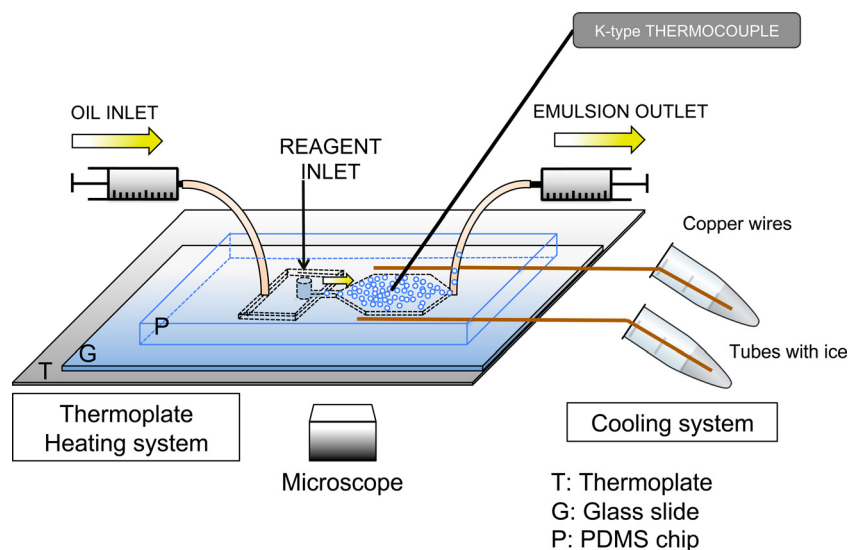 K-type THERMOCOUPLE
OIL INLET
EMULSION OUTLET
REAGENT
INLET
Copper wires
P
G
T
Tubes with ice
Thermoplate
Heating system
Cooling system
Microscope
T: Thermoplate
G: Glass slide
P: PDMS chip